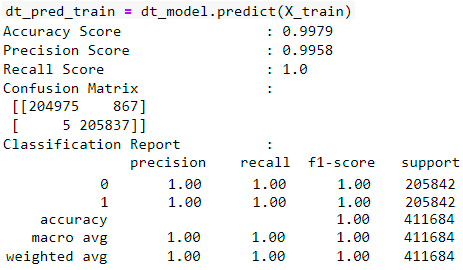 dt_pred_train = dt_model.predict(X_train)
Accuracy Score : 0.9979
Precision Score : 0.9958
Recall Score : 1.0
Confusion Matrix :
[[204975 867]
[ 5 205837]]
Classification Report :
precision recall f1-score support
0 1.00 1.00 1.00 205842
1 1.00 1.00 1.00 205842
accuracy 1.00 411684
macro avg 1.00 1.00 1.00 411684
weighted avg 1.00 1.00 1.00 411684